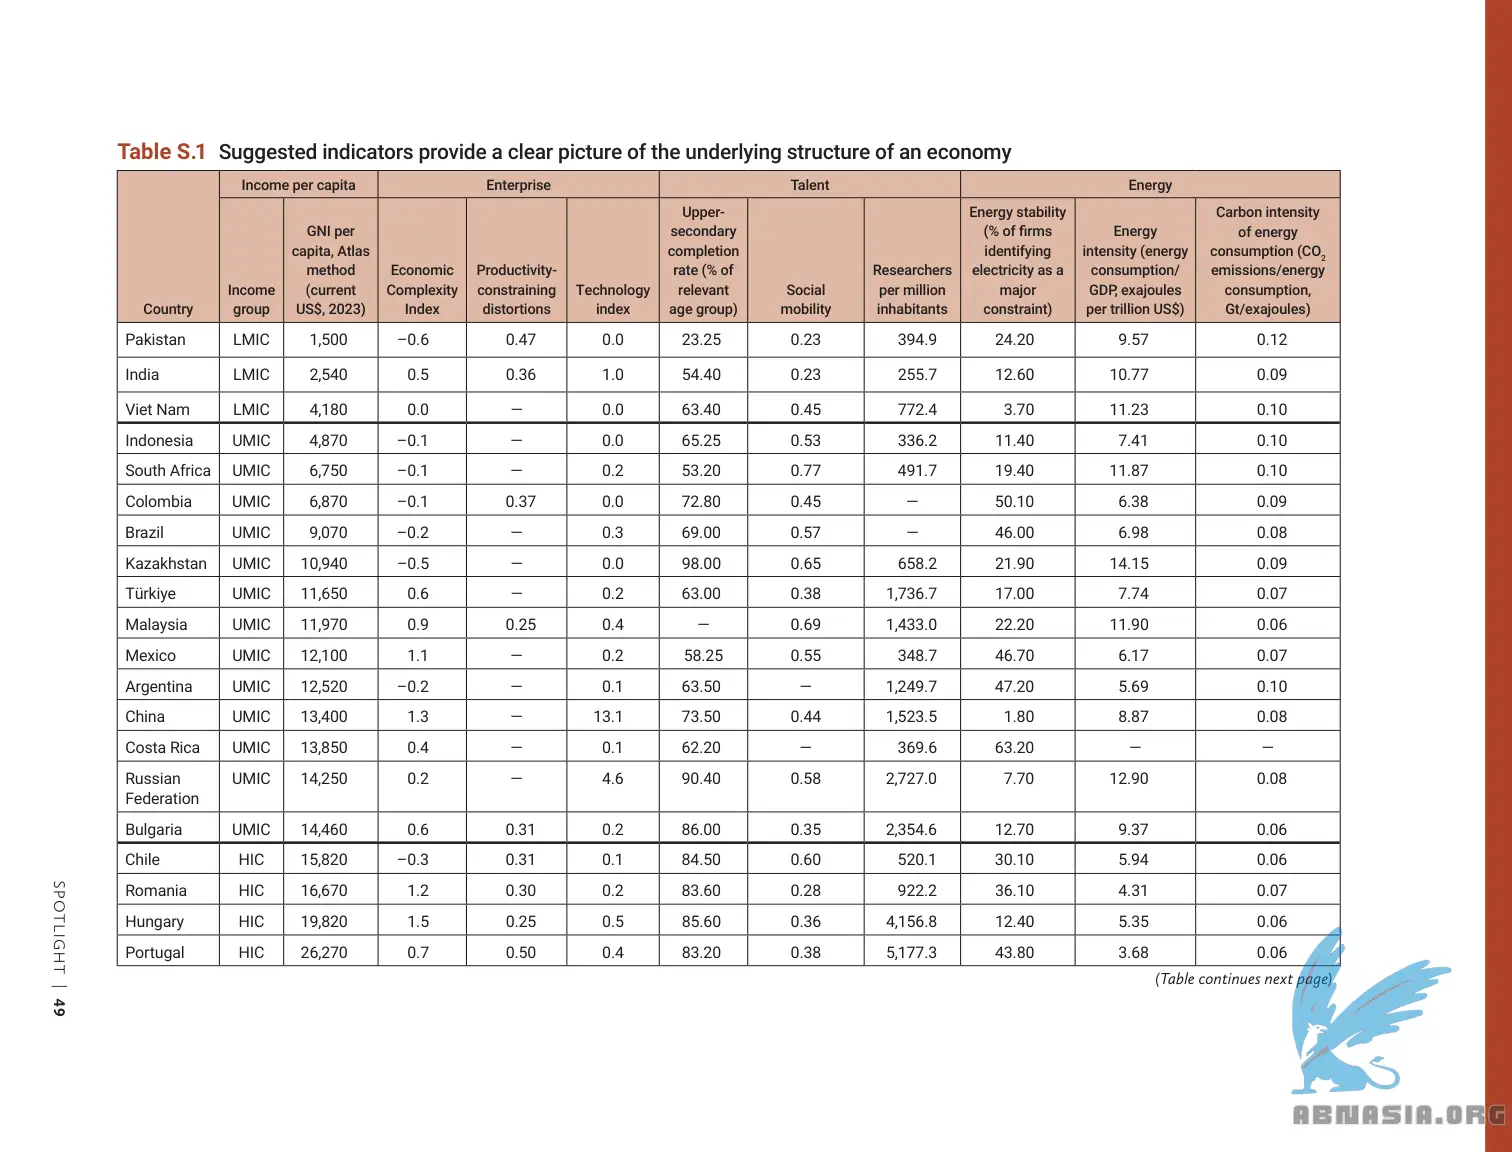 Table S.1 Suggested indicators provide a clear picture of the underlying structure of an economy
Income per capita Enterprise Talent Energy
Country Income group GNI per capita, Atlas method (current US$, 2023) Economic Complexity Index Productivity-constraining distortions Technology index Upper-secondary completion rate (% of relevant age group) Social mobility Researchers per million inhabitants Energy stability (% of firms identifying electricity as a major constraint) Energy intensity (energy consumption/GDP, exajoules per trillion US$) Carbon intensity of energy consumption (CO2 emissions/energy consumption, Gt/exajoules)
Pakistan LMIC 1,500 –0.6 0.47 0.0 23.25 0.23 394.9 24.20 9.57 0.12
India LMIC 2,540 0.5 0.36 1.0 54.40 0.23 255.7 12.60 10.77 0.09
Viet Nam LMIC 4,180 0.0 — 0.0 63.40 0.45 772.4 3.70 11.23 0.10
Indonesia UMIC 4,870 –0.1 — 0.0 65.25 0.53 336.2 11.40 7.41 0.10
South Africa UMIC 6,750 –0.1 — 0.2 53.20 0.77 491.7 19.40 11.87 0.10
Colombia UMIC 6,870 –0.1 0.37 0.0 72.80 0.45 — 50.10 6.38 0.09
Brazil UMIC 9,070 –0.2 — 0.3 69.00 0.57 — 46.00 6.98 0.08
Kazakhstan UMIC 10,940 –0.5 — 0.0 98.00 0.65 658.2 21.90 14.15 0.09
Türkiye UMIC 11,650 0.6 — 0.2 63.00 0.38 1,736.7 17.00 7.74 0.07
Malaysia UMIC 11,970 0.9 0.25 0.4 — 0.69 1,433.0 22.20 11.90 0.06
Mexico UMIC 12,100 1.1 — 0.2 58.25 0.55 348.7 46.70 6.17 0.07
Argentina UMIC 12,520 –0.2 — 0.1 63.50 — 1,249.7 47.20 5.69 0.10
China UMIC 13,400 1.3 — 13.1 73.50 0.44 1,523.5 1.80 8.87 0.08
Costa Rica UMIC 13,850 0.4 — 0.1 62.20 — 369.6 63.20 — —
Russian Federation UMIC 14,250 0.2 — 4.6 90.40 0.58 2,727.0 7.70 12.90 0.08
Bulgaria UMIC 14,460 0.6 0.31 0.2 86.00 0.35 2,354.6 12.70 9.37 0.06
Chile HIC 15,820 –0.3 0.31 0.1 84.50 0.60 520.1 30.10 5.94 0.06
Romania HIC 16,670 1.2 0.30 0.2 83.60 0.28 922.2 36.10 4.31 0.07
Hungary HIC 19,820 1.5 0.25 0.5 85.60 0.36 4,156.8 12.40 5.35 0.06
Portugal HIC 26,270 0.7 0.50 0.4 83.20 0.38 5,177.3 43.80 3.68 0.06
(Table continues next page)
SPOTLIGHT | 49
ABNASIA.ORG